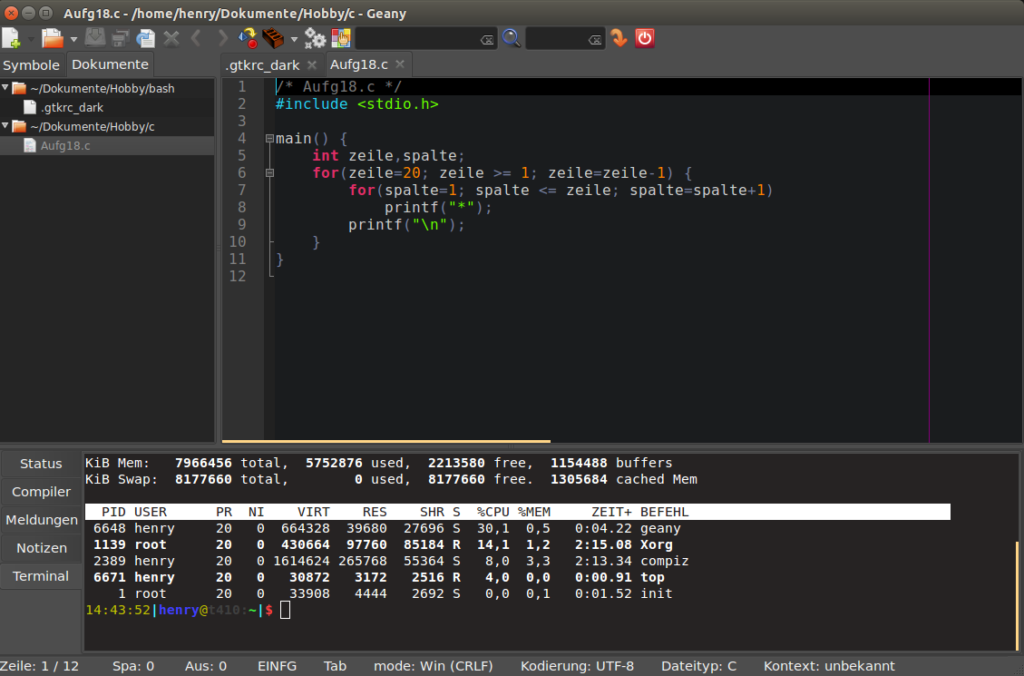 Aufg18.c - /home/henry/Dokumente/Hobby/c - Geany
Symbole Dokumente
~/Dokumente/Hobby/bash
.gtkrc_dark
~/Dokumente/Hobby/c
Aufg18.c
.gtkrc_dark Aufg18.c
1 /* Aufg18.c */
2 #include <stdio.h>
3
4 main() {
5     int zeile,spalte;
6     for(zeile=20; zeile >= 1; zeile=zeile-1) {
7         for(spalte=1; spalte <= zeile; spalte=spalte+1)
8             printf("*");
9         printf("\n");
10     }
11 }
12
Status
Compiler
Meldungen
Notizen
Terminal
KiB Mem:   7966456 total,  5752876 used,  2213580 free,  1154488 buffers
KiB Swap:  8177660 total,        0 used,  8177660 free.  1305684 cached Mem
PID USER      PR  NI    VIRT    RES    SHR S  %CPU %MEM     ZEIT+ BEFEHL
6648 henry     20   0  664328  39680  27696 S  30,1  0,5   0:04.22 geany
1139 root      20   0  430664  97760  85184 R  14,1  1,2   2:15.08 Xorg
2389 henry     20   0 1614624 265768  55364 S   8,0  3,3   2:13.34 compiz
6671 henry     20   0   30872   3172   2516 R   4,0  0,0   0:00.91 top
1 root      20   0   33908   4444   2692 S   0,0  0,1   0:01.52 init
14:43:52|henry@t410:~|$
Zeile: 1 / 12 Spa: 0 Aus: 0 EINFG Tab mode: Win (CRLF) Kodierung: UTF-8 Dateityp: C Kontext: unbekannt